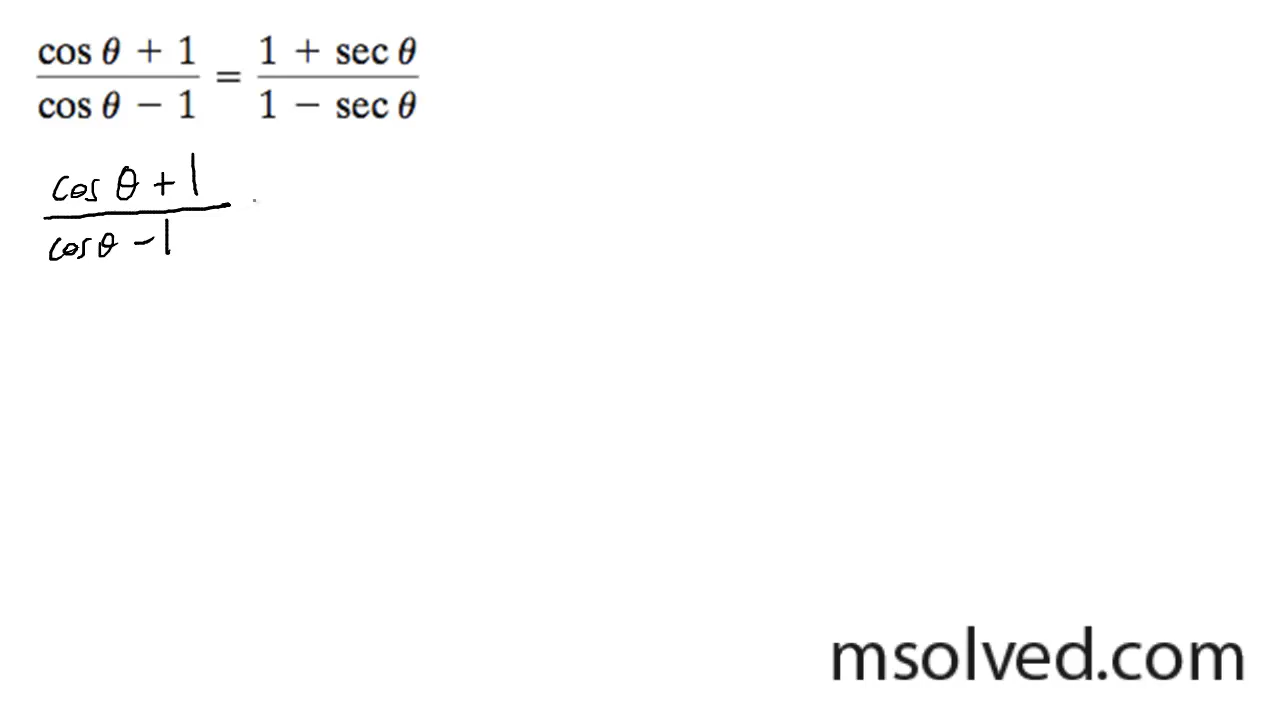 cos θ + 1 / cos θ − 1 = 1 + sec θ / 1 − sec θ
cos θ + 1
cos θ − 1
msolved.com